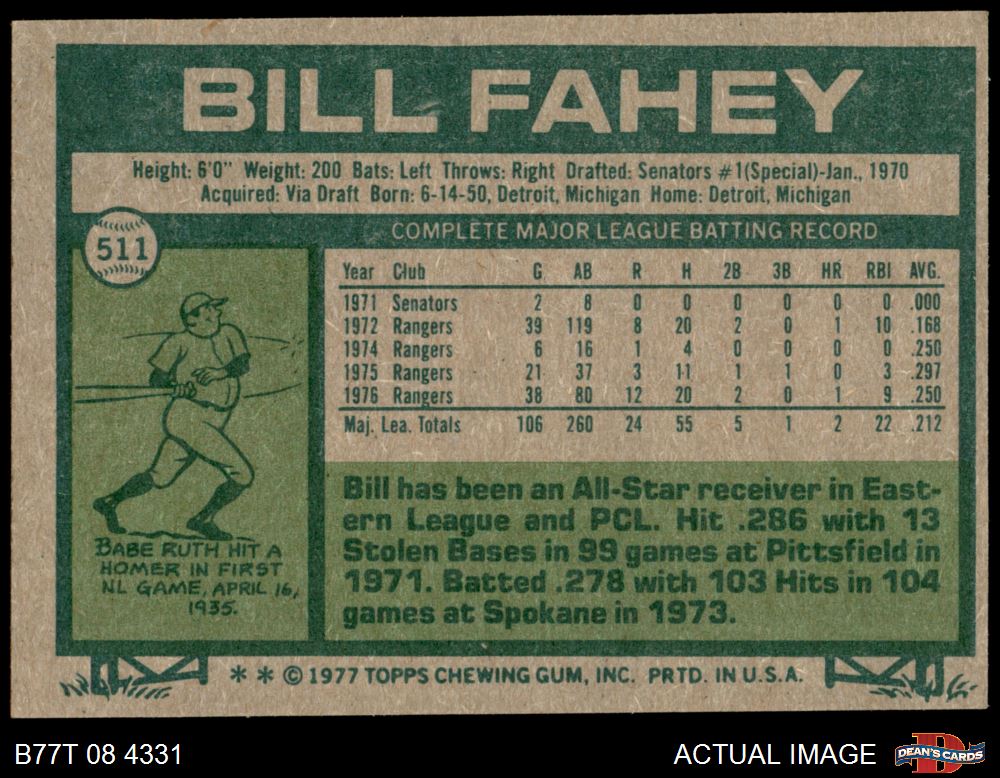 BILL FAHEY
Height: 6'0" Weight: 200 Bats: Left Throws: Right Drafted: Senators #1(Special)-Jan., 1970
Acquired: Via Draft Born: 6-14-50, Detroit, Michigan Home: Detroit, Michigan
511
COMPLETE MAJOR LEAGUE BATTING RECORD
Year Club G AB R H 2B 3B HR RBI AVG.
1971 Senators 2 8 0 0 0 0 0 0 .000
1972 Rangers 39 119 8 20 2 0 1 10 .168
1974 Rangers 6 16 1 4 0 0 0 0 .250
1975 Rangers 21 37 3 11 1 1 0 3 .297
1976 Rangers 38 80 12 20 2 0 1 9 .250
Maj. Lea. Totals 106 260 24 55 5 1 2 22 .212
BABE RUTH HIT A
HOMER IN FIRST
NL GAME, APRIL 16,
1935.
Bill has been an All-Star receiver in East-
ern League and PCL. Hit .286 with 13
Stolen Bases in 99 games at Pittsfield in
1971. Batted .278 with 103 Hits in 104
games at Spokane in 1973.
** © 1977 TOPPS CHEWING GUM, INC. PRTD. IN U.S.A.
B77T 08 4331
ACTUAL IMAGE
D
DEAN'S CARDS